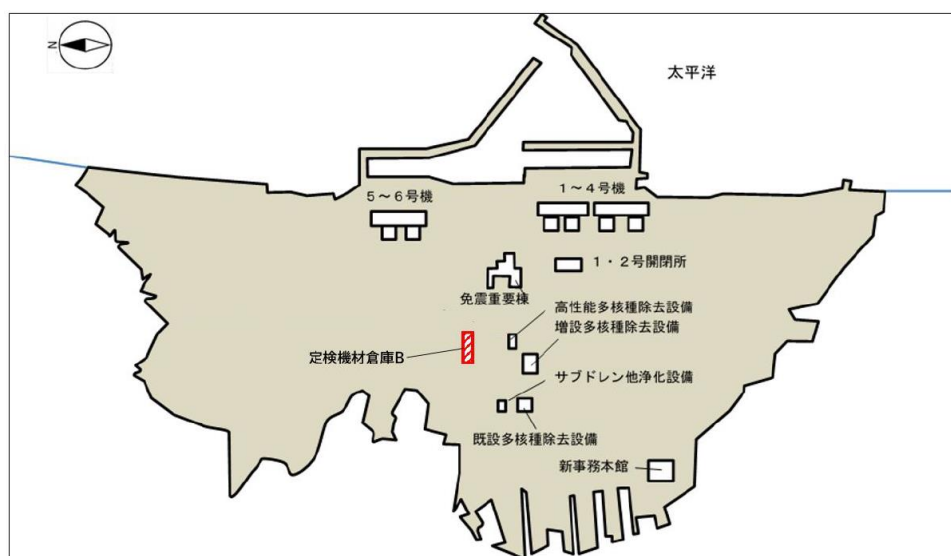 N
太平洋
5～6号機
1～4号機
1・2号開閉所
免震重要棟
高性能多核種除去設備
増設多核種除去設備
定検機材倉庫B
サブドレン他浄化設備
既設多核種除去設備
新事務本館